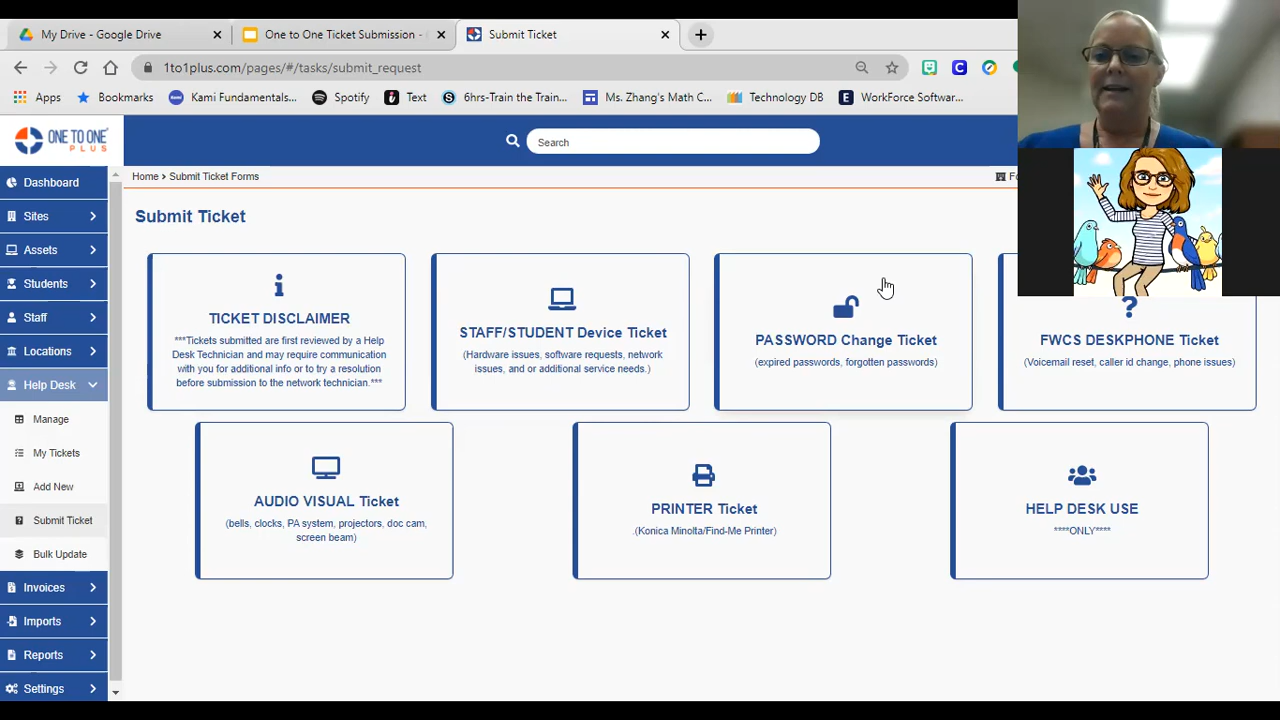 My Drive - Google Drive
One to One Ticket Submission -
Submit Ticket
1to1plus.com/pages/#/tasks/submit_request
Apps
Bookmarks
Kami Fundamentals...
Spotify
Text
6hrs-Train the Train...
Ms. Zhang's Math C...
Technology DB
WorkForce Softwar...
ONE TO ONE
PLUS
Search
Dashboard
Sites
Assets
Students
Staff
Locations
Help Desk
Manage
My Tickets
Add New
Submit Ticket
Bulk Update
Invoices
Imports
Reports
Settings
Home > Submit Ticket Forms
Submit Ticket
TICKET DISCLAIMER
***Tickets submitted are first reviewed by a Help
Desk Technician and may require communication
with you for additional info or to try a resolution
before submission to the network technician.***
STAFF/STUDENT Device Ticket
(Hardware issues, software requests, network
issues, and or additional service needs.)
PASSWORD Change Ticket
(expired passwords, forgotten passwords)
FWCS DESKPHONE Ticket
(Voicemail reset, caller id change, phone issues)
AUDIO VISUAL Ticket
(bells, clocks, PA system, projectors, doc cam,
screen beam)
PRINTER Ticket
.(Konica Minolta/Find-Me Printer)
HELP DESK USE
****ONLY****